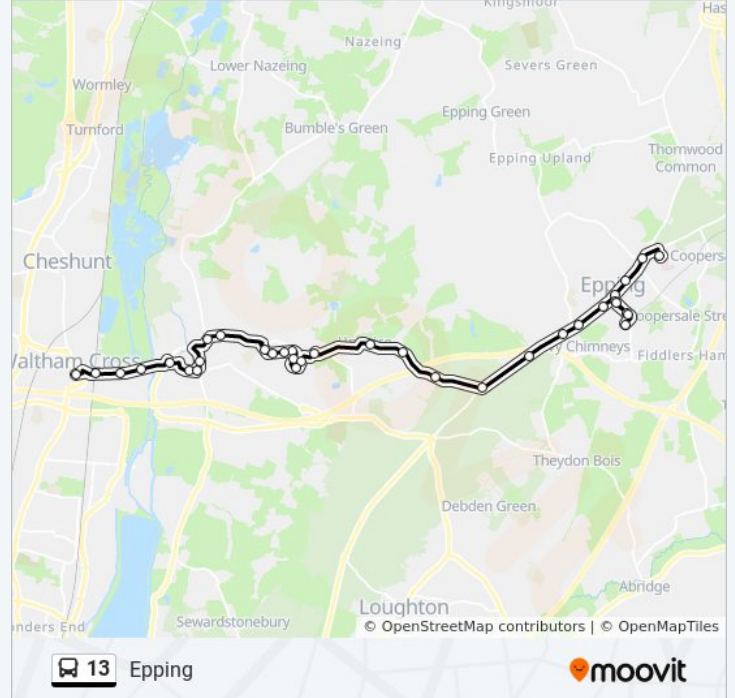 Kingsmoor
Has
Nazeing
Lower Nazeing
Severs Green
Wormley
Epping Green
Turnford
Bumble's Green
Thornwood
Common
Epping Upland
Cheshunt
Coopersa
Epping
oopersale Stre
Waltham Cross
y Chimneys
Fiddlers Ham
Theydon Bois
Debden Green
Abridge
Loughton
Sewardstonebury
onders End
© OpenStreetMap contributors | © OpenMapTiles
13 Epping
moovit